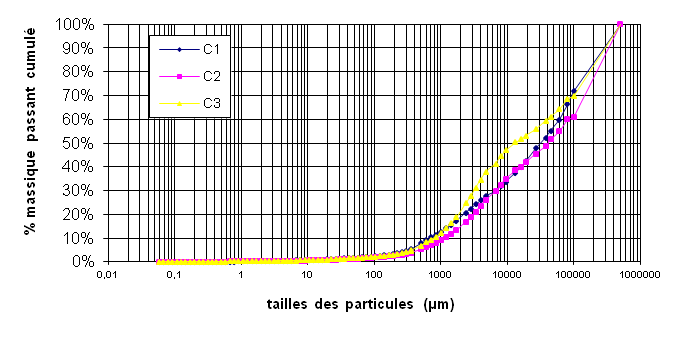 % massique passant cumulé
100%
90%
80%
70%
60%
50%
40%
30%
20%
10%
0%
C1
C2
C3
0,01 0,1 1 10 100 1000 10000 100000 1000000
tailles des particules (µm)